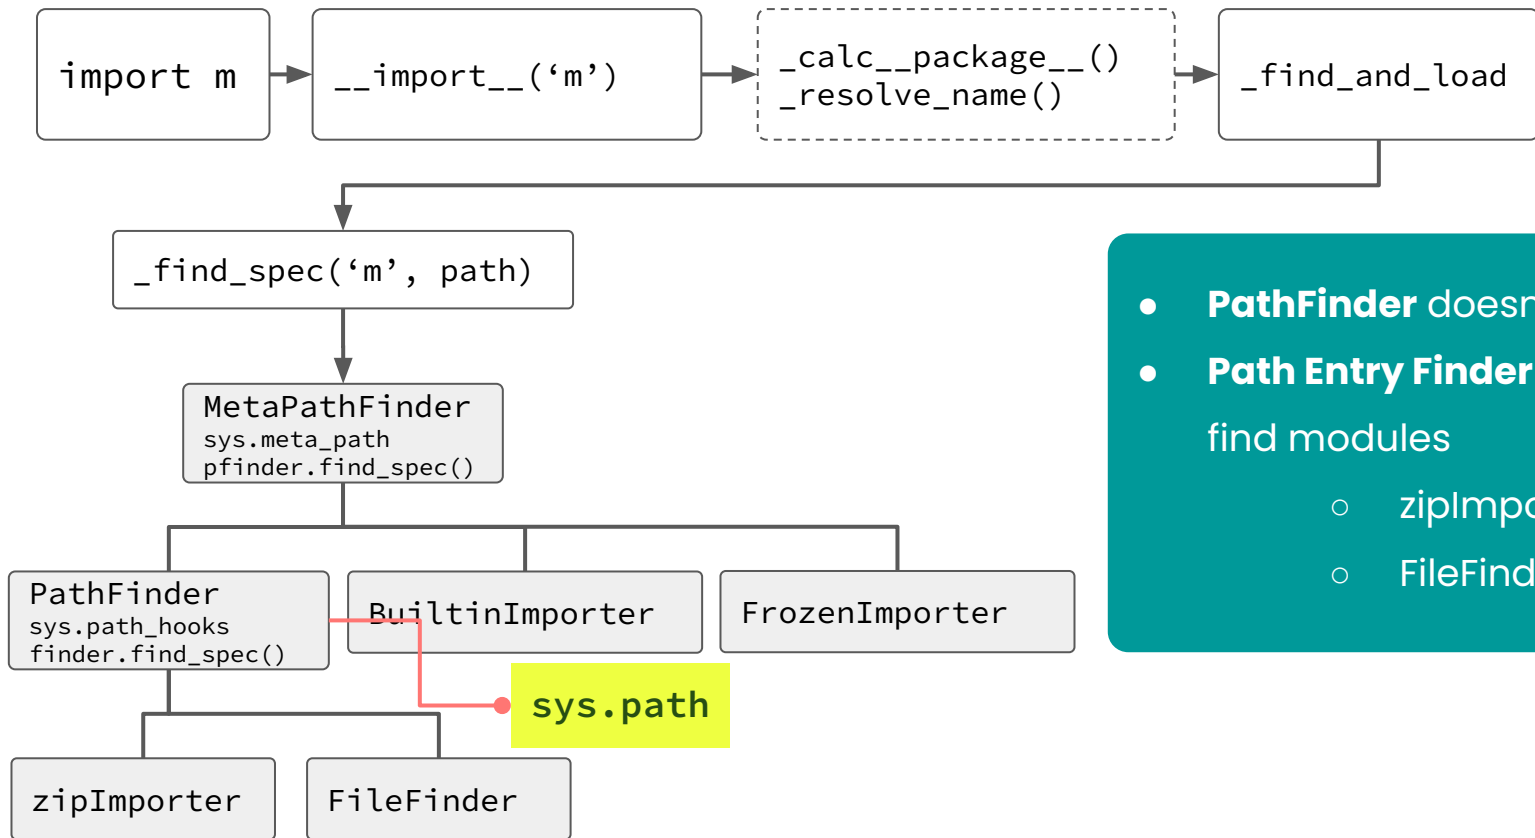 import m
__import__(‘m’)
_calc__package__()
_resolve_name()
_find_and_load
_find_spec(‘m’, path)
MetaPathFinder
sys.meta_path
pfinder.find_spec()
PathFinder
sys.path_hooks
finder.find_spec()
BuiltinImporter
FrozenImporter
sys.path
zipImporter
FileFinder
● PathFinder
● Path Entry Finder
find modules